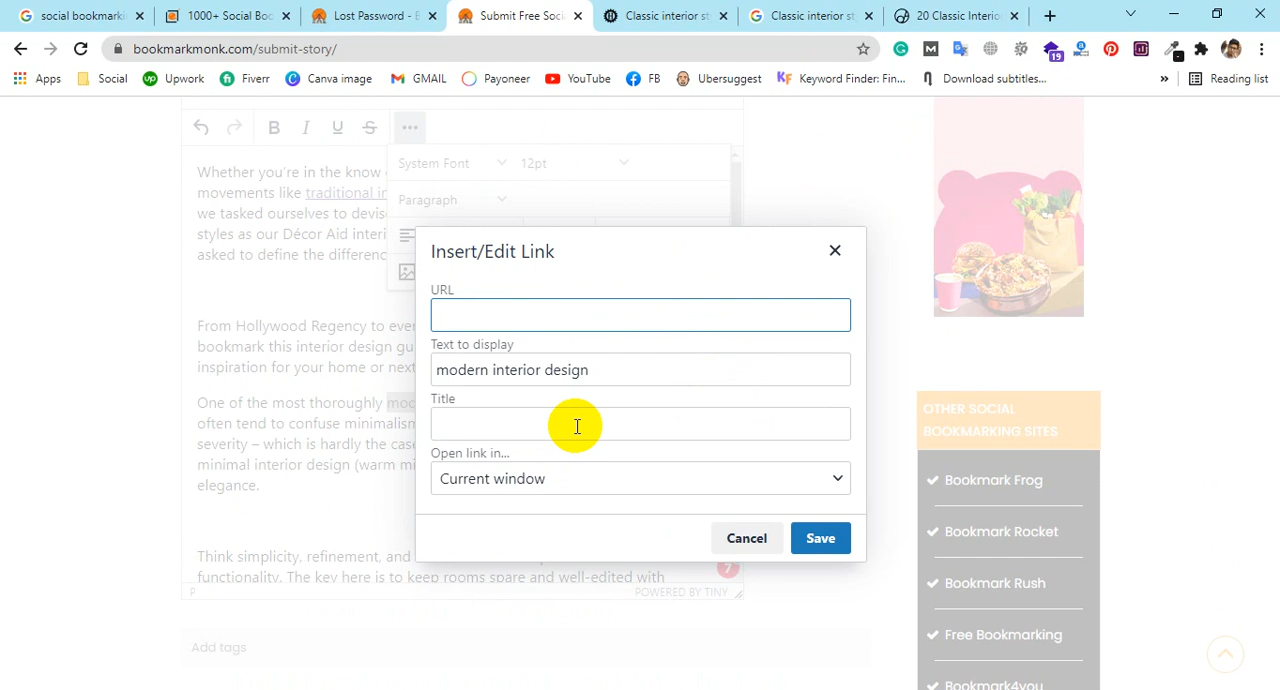 social bookmarki
1000+ Social Bo
Lost Password - B
Submit Free Soci
Classic interior st
Classic interior st
20 Classic Interio
bookmarkmonk.com/submit-story/
19
Apps
Social
Upwork
Fiverr
Canva image
GMAIL
Payoneer
YouTube
FB
Ubersuggest
Keyword Finder: Fin...
Download subtitles...
»
Reading list
B I U S ...
System Font
12pt
Paragraph
Whether you're in the know
movements like traditional in
we tasked ourselves to devis
styles as our Décor Aid interi
asked to define the differenc
From Hollywood Regency to ever
bookmark this interior design gu
inspiration for your home or next
One of the most thoroughly mod
often tend to confuse minimalism
severity – which is hardly the case
minimal interior design (warm mi
elegance.
Think simplicity, refinement, and
functionality. The key here is to keep rooms spare and well-edited with
P
POWERED BY TINY
7
Add tags
Insert/Edit Link
URL
Text to display
modern interior design
Title
Open link in...
Current window
Cancel
Save
OTHER SOCIAL
BOOKMARKING SITES
Bookmark Frog
Bookmark Rocket
Bookmark Rush
Free Bookmarking
Bookmark4you